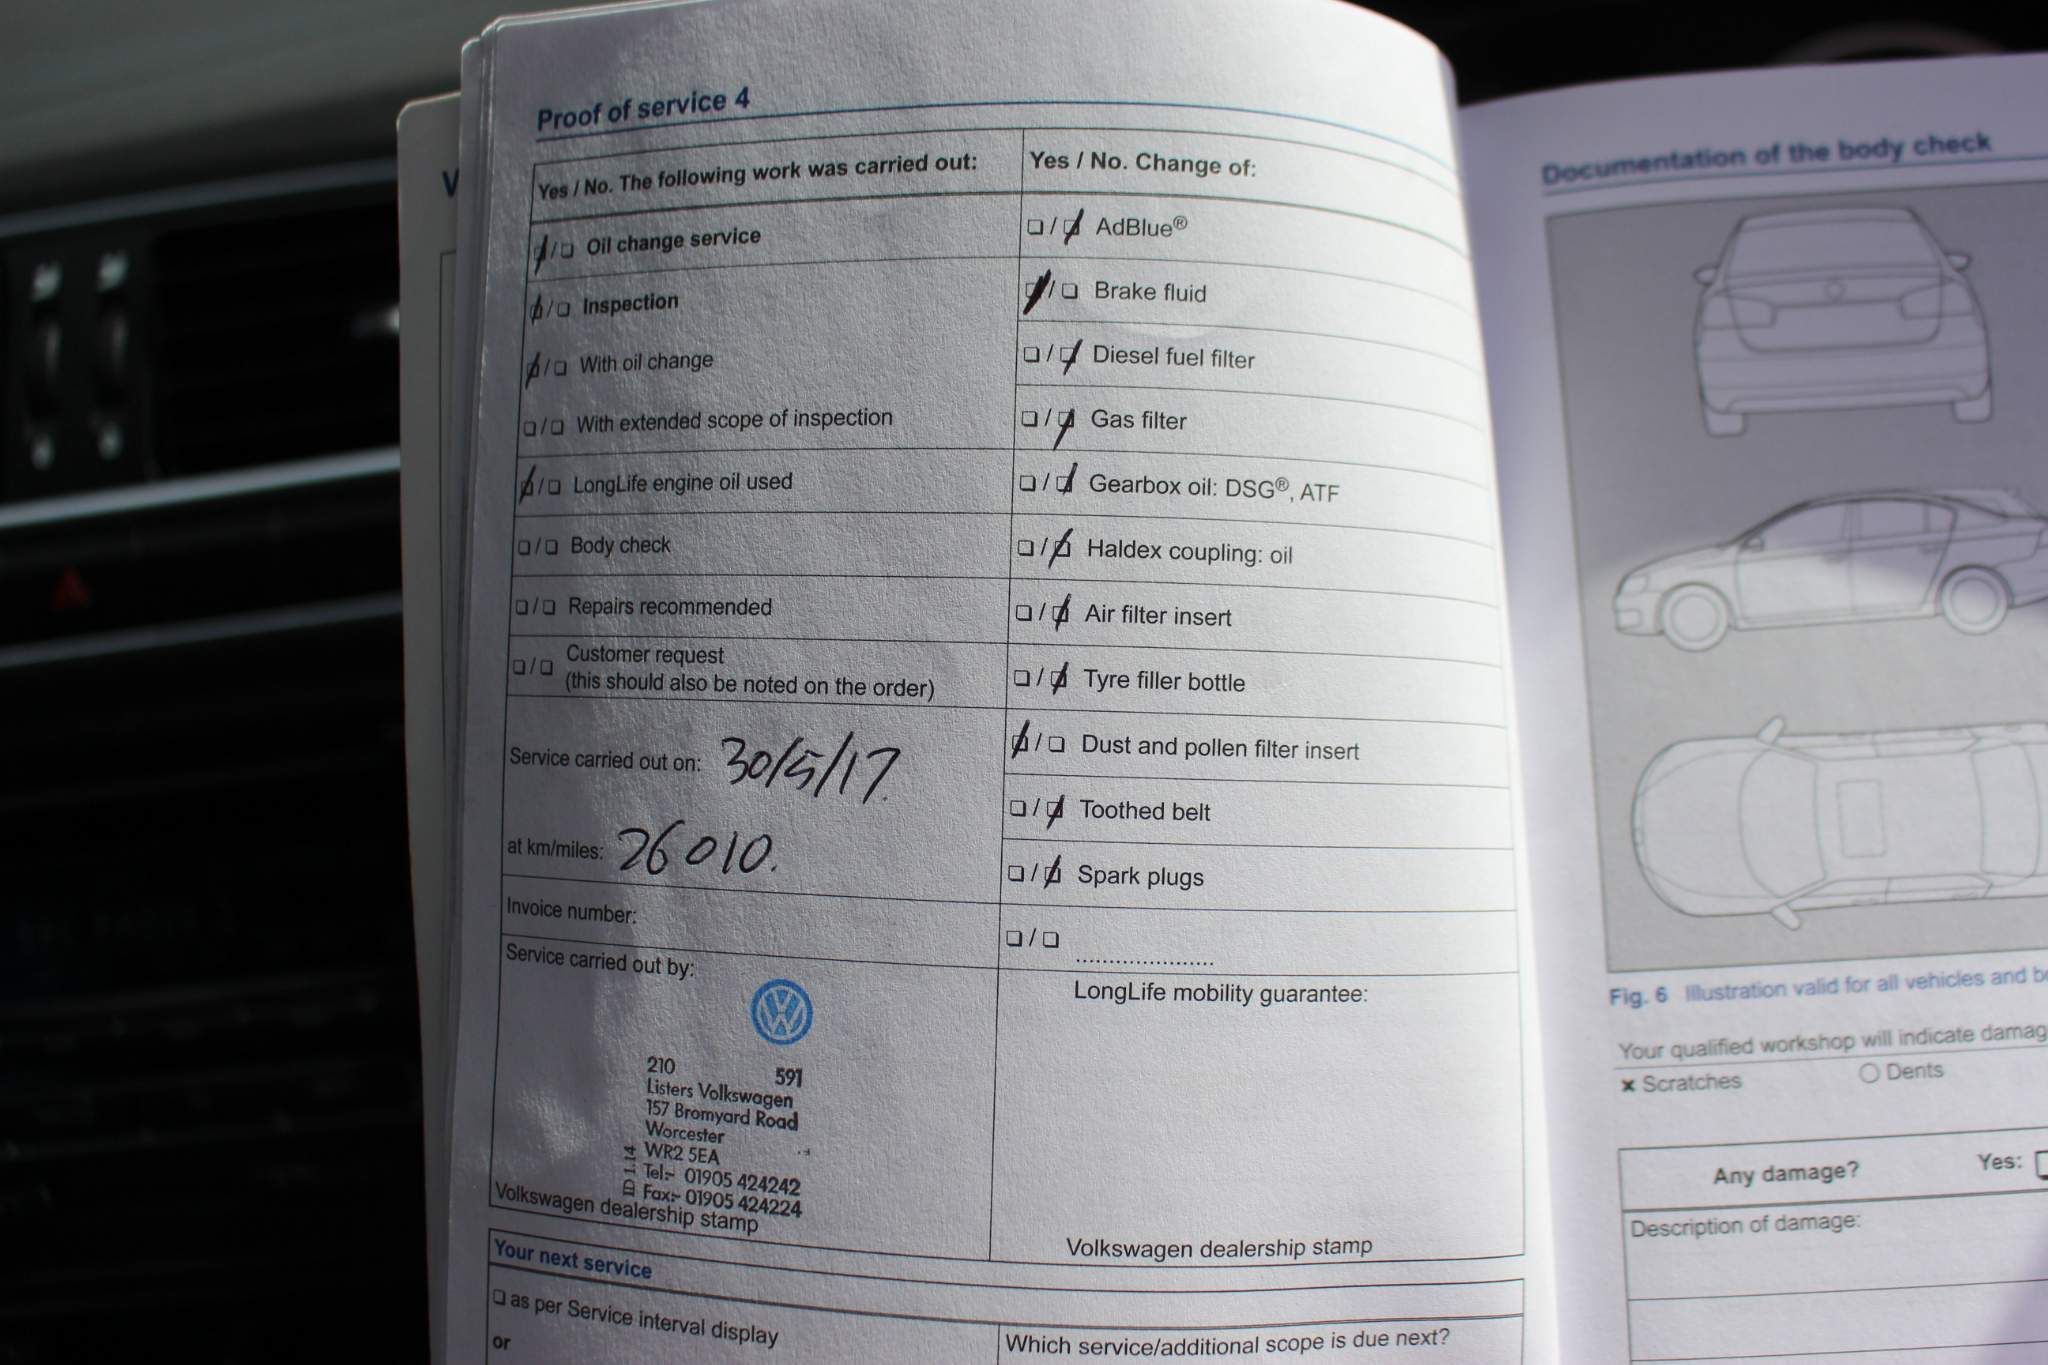 Proof of service 4
Yes / No. The following work was carried out:
❏/❏ Oil change service
❏/❏ Inspection
❏/❏ With oil change
❏/❏ With extended scope of inspection
❏/❏ LongLife engine oil used
❏/❏ Body check
❏/❏ Repairs recommended
❏/❏ Customer request
(this should also be noted on the order)
Service carried out on: 30/5/17.
at km/miles: 26010.
Invoice number:
Service carried out by:
210 591
Listers Volkswagen
157 Bromyard Road
Worcester
WR2 5EA
Tel:- 01905 424242
Fax:- 01905 424224
Volkswagen dealership stamp
Yes / No. Change of:
❏/❏ AdBlue®
❏/❏ Brake fluid
❏/❏ Diesel fuel filter
❏/❏ Gas filter
❏/❏ Gearbox oil: DSG®, ATF
❏/❏ Haldex coupling: oil
❏/❏ Air filter insert
❏/❏ Tyre filler bottle
❏/❏ Dust and pollen filter insert
❏/❏ Toothed belt
❏/❏ Spark plugs
❏/❏ .....................
LongLife mobility guarantee:
Volkswagen dealership stamp
Your next service
❏ as per Service interval display
or
Which service/additional scope is due next?
Documentation of the body check
Fig. 6 Illustration valid for all vehicles and
Your qualified workshop will indicate
× Scratches ○ Dents
Any damage? Yes:
Description of damage: